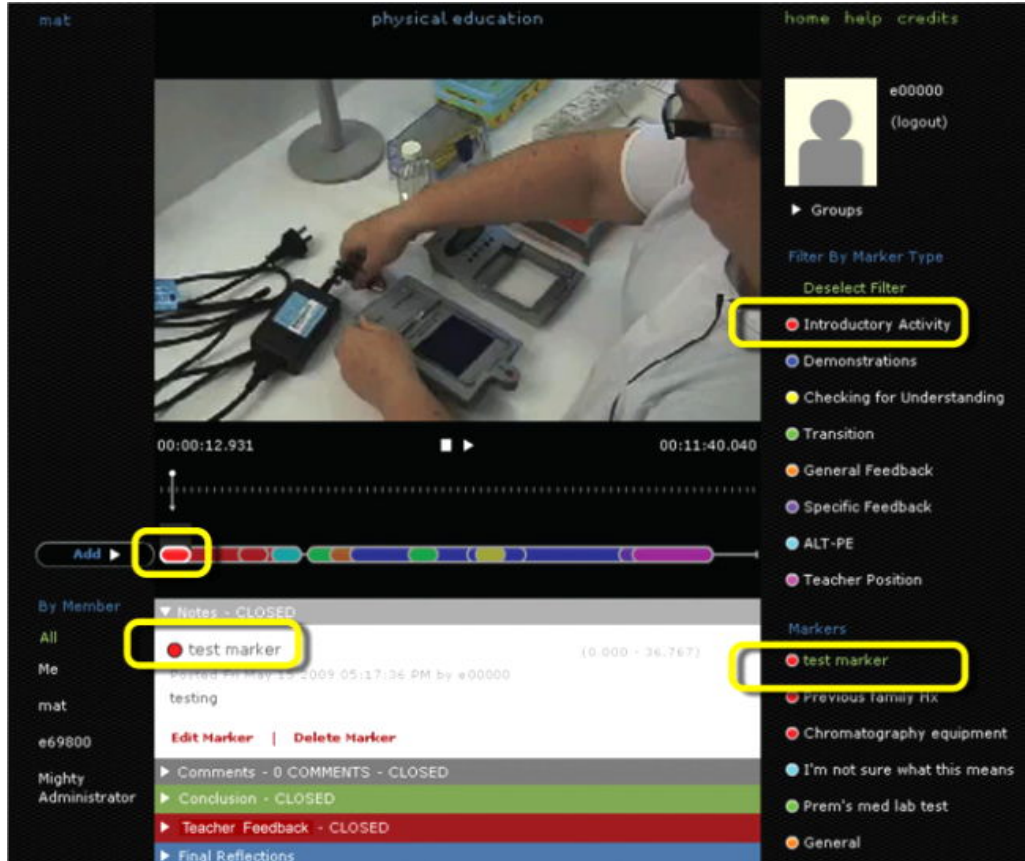 mat
physical education
home help credits
e00000
(logout)
Groups
Filter By Marker Type
Deselect Filter
Introductory Activity
Demonstrations
Checking for Understanding
Transition
General Feedback
Specific Feedback
ALT-PE
Teacher Position
00:00:12.931
00:11:40.040
Add
By Member
All
Me
mat
e69800
Mighty
Administrator
Notes - CLOSED
test marker
(0.000 - 36.767)
Posted Fri May 15 2009 05:17:36 PM by e00000
testing
Edit Marker | Delete Marker
Comments - 0 COMMENTS - CLOSED
Conclusion - CLOSED
Teacher Feedback - CLOSED
Final Reflections
Markers
test marker
Previous family Hx
Chromatography equipment
I'm not sure what this means
Prem's med lab test
General